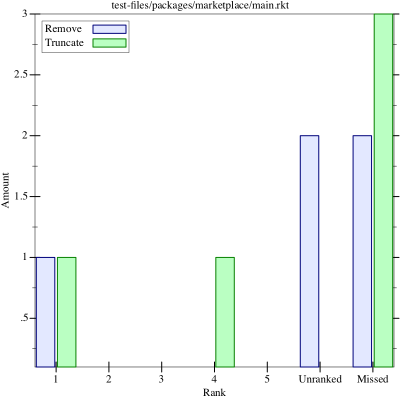 test-files/packages/marketplace/main.rkt
3
Remove
Truncate
2.5
2
1.5
1
.5
Amount
1 2 3 4 5 Unranked Missed
Rank